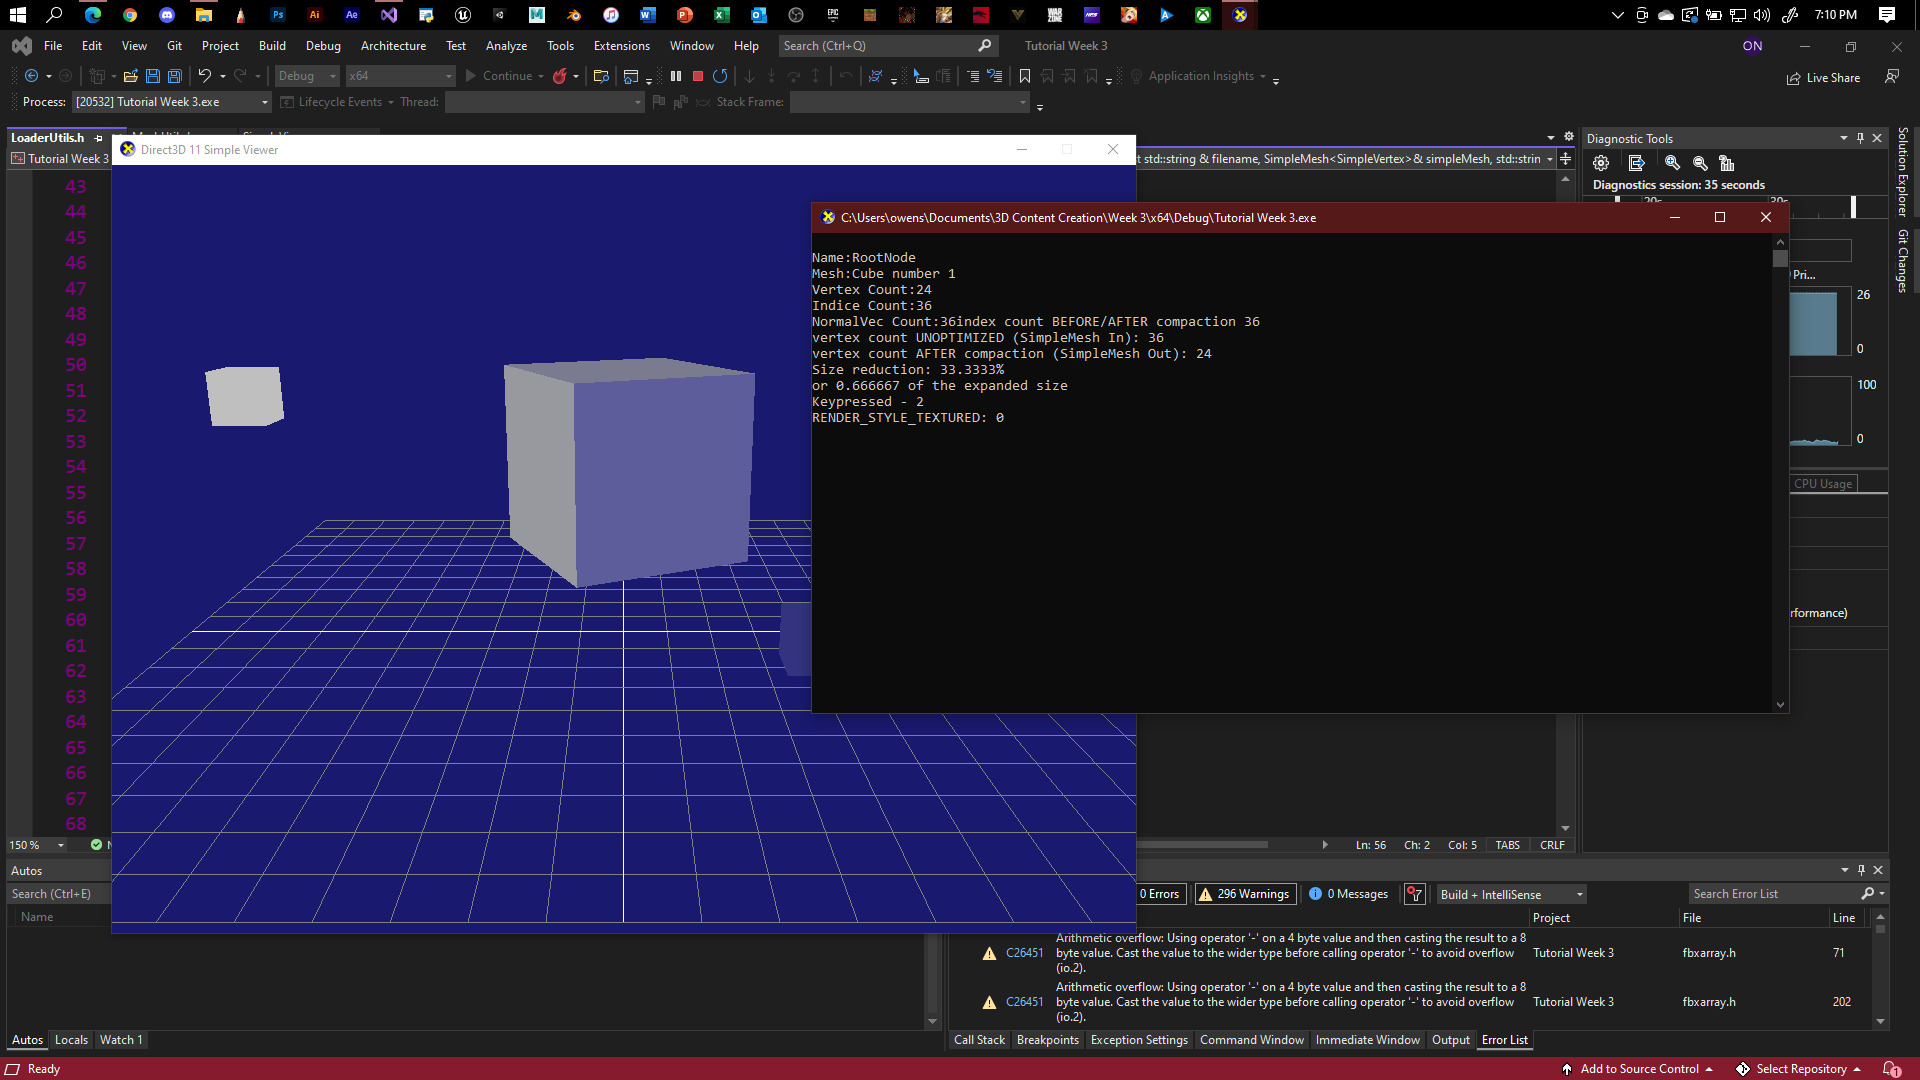 7:10 PM
File Edit View Git Project Build Debug Architecture Test Analyze Tools Extensions Window Help Search (Ctrl+Q) Tutorial Week 3 ON
Debug x64 Continue Application Insights Live Share
Process: [20532] Tutorial Week 3.exe Lifecycle Events Thread: Stack Frame:
LoaderUtils.h
Tutorial Week 3
t std::string & filename, SimpleMesh<SimpleVertex>& simpleMesh, std::strin
43
44
45
46
47
48
49
50
51
52
53
54
55
56
57
58
59
60
61
62
63
64
65
66
67
68
Direct3D 11 Simple Viewer
C:\Users\owens\Documents\3D Content Creation\Week 3\x64\Debug\Tutorial Week 3.exe
Name:RootNode
Mesh:Cube number 1
Vertex Count:24
Indice Count:36
NormalVec Count:36index count BEFORE/AFTER compaction 36
vertex count UNOPTIMIZED (SimpleMesh In): 36
vertex count AFTER compaction (SimpleMesh Out): 24
Size reduction: 33.3333%
or 0.666667 of the expanded size
Keypressed - 2
RENDER_STYLE_TEXTURED: 0
Diagnostic Tools
Diagnostics session: 35 seconds
Pri...
26
0
100
0
CPU Usage
rformance)
Solution Explorer
Git Changes
150 %
Ln: 56 Ch: 2 Col: 5 TABS CRLF
Autos
Search (Ctrl+E)
Name
0 Errors 296 Warnings 0 Messages Build + IntelliSense Search Error List
Project File Line
C26451 Arithmetic overflow: Using operator '-' on a 4 byte value and then casting the result to a 8
byte value. Cast the value to the wider type before calling operator '-' to avoid overflow Tutorial Week 3 fbxarray.h 71
(io.2).
C26451 Arithmetic overflow: Using operator '-' on a 4 byte value and then casting the result to a 8
byte value. Cast the value to the wider type before calling operator '-' to avoid overflow Tutorial Week 3 fbxarray.h 202
(io.2).
Autos Locals Watch 1
Call Stack Breakpoints Exception Settings Command Window Immediate Window Output Error List
Ready
Add to Source Control Select Repository 1